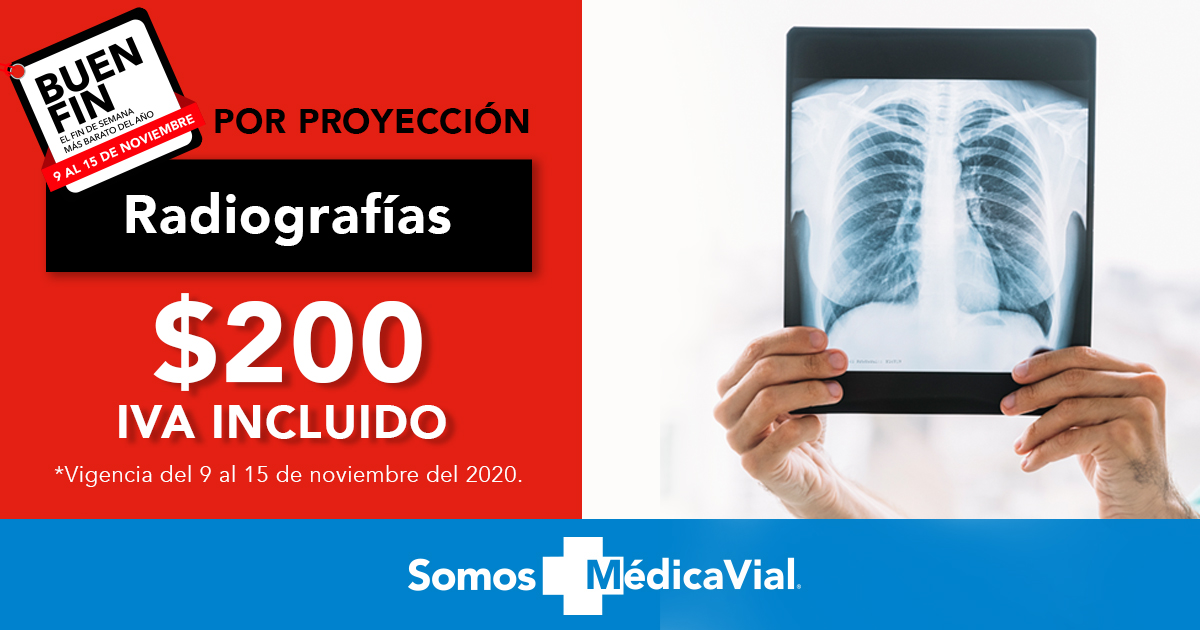 BUEN
FIN
EL FIN DE SEMANA
MÁS BARATO DEL AÑO
9 AL 15 DE NOVIEMBRE
POR PROYECCIÓN
Radiografías
$200
IVA INCLUIDO
*Vigencia del 9 al 15 de noviembre del 2020.
Somos MédicaVial®